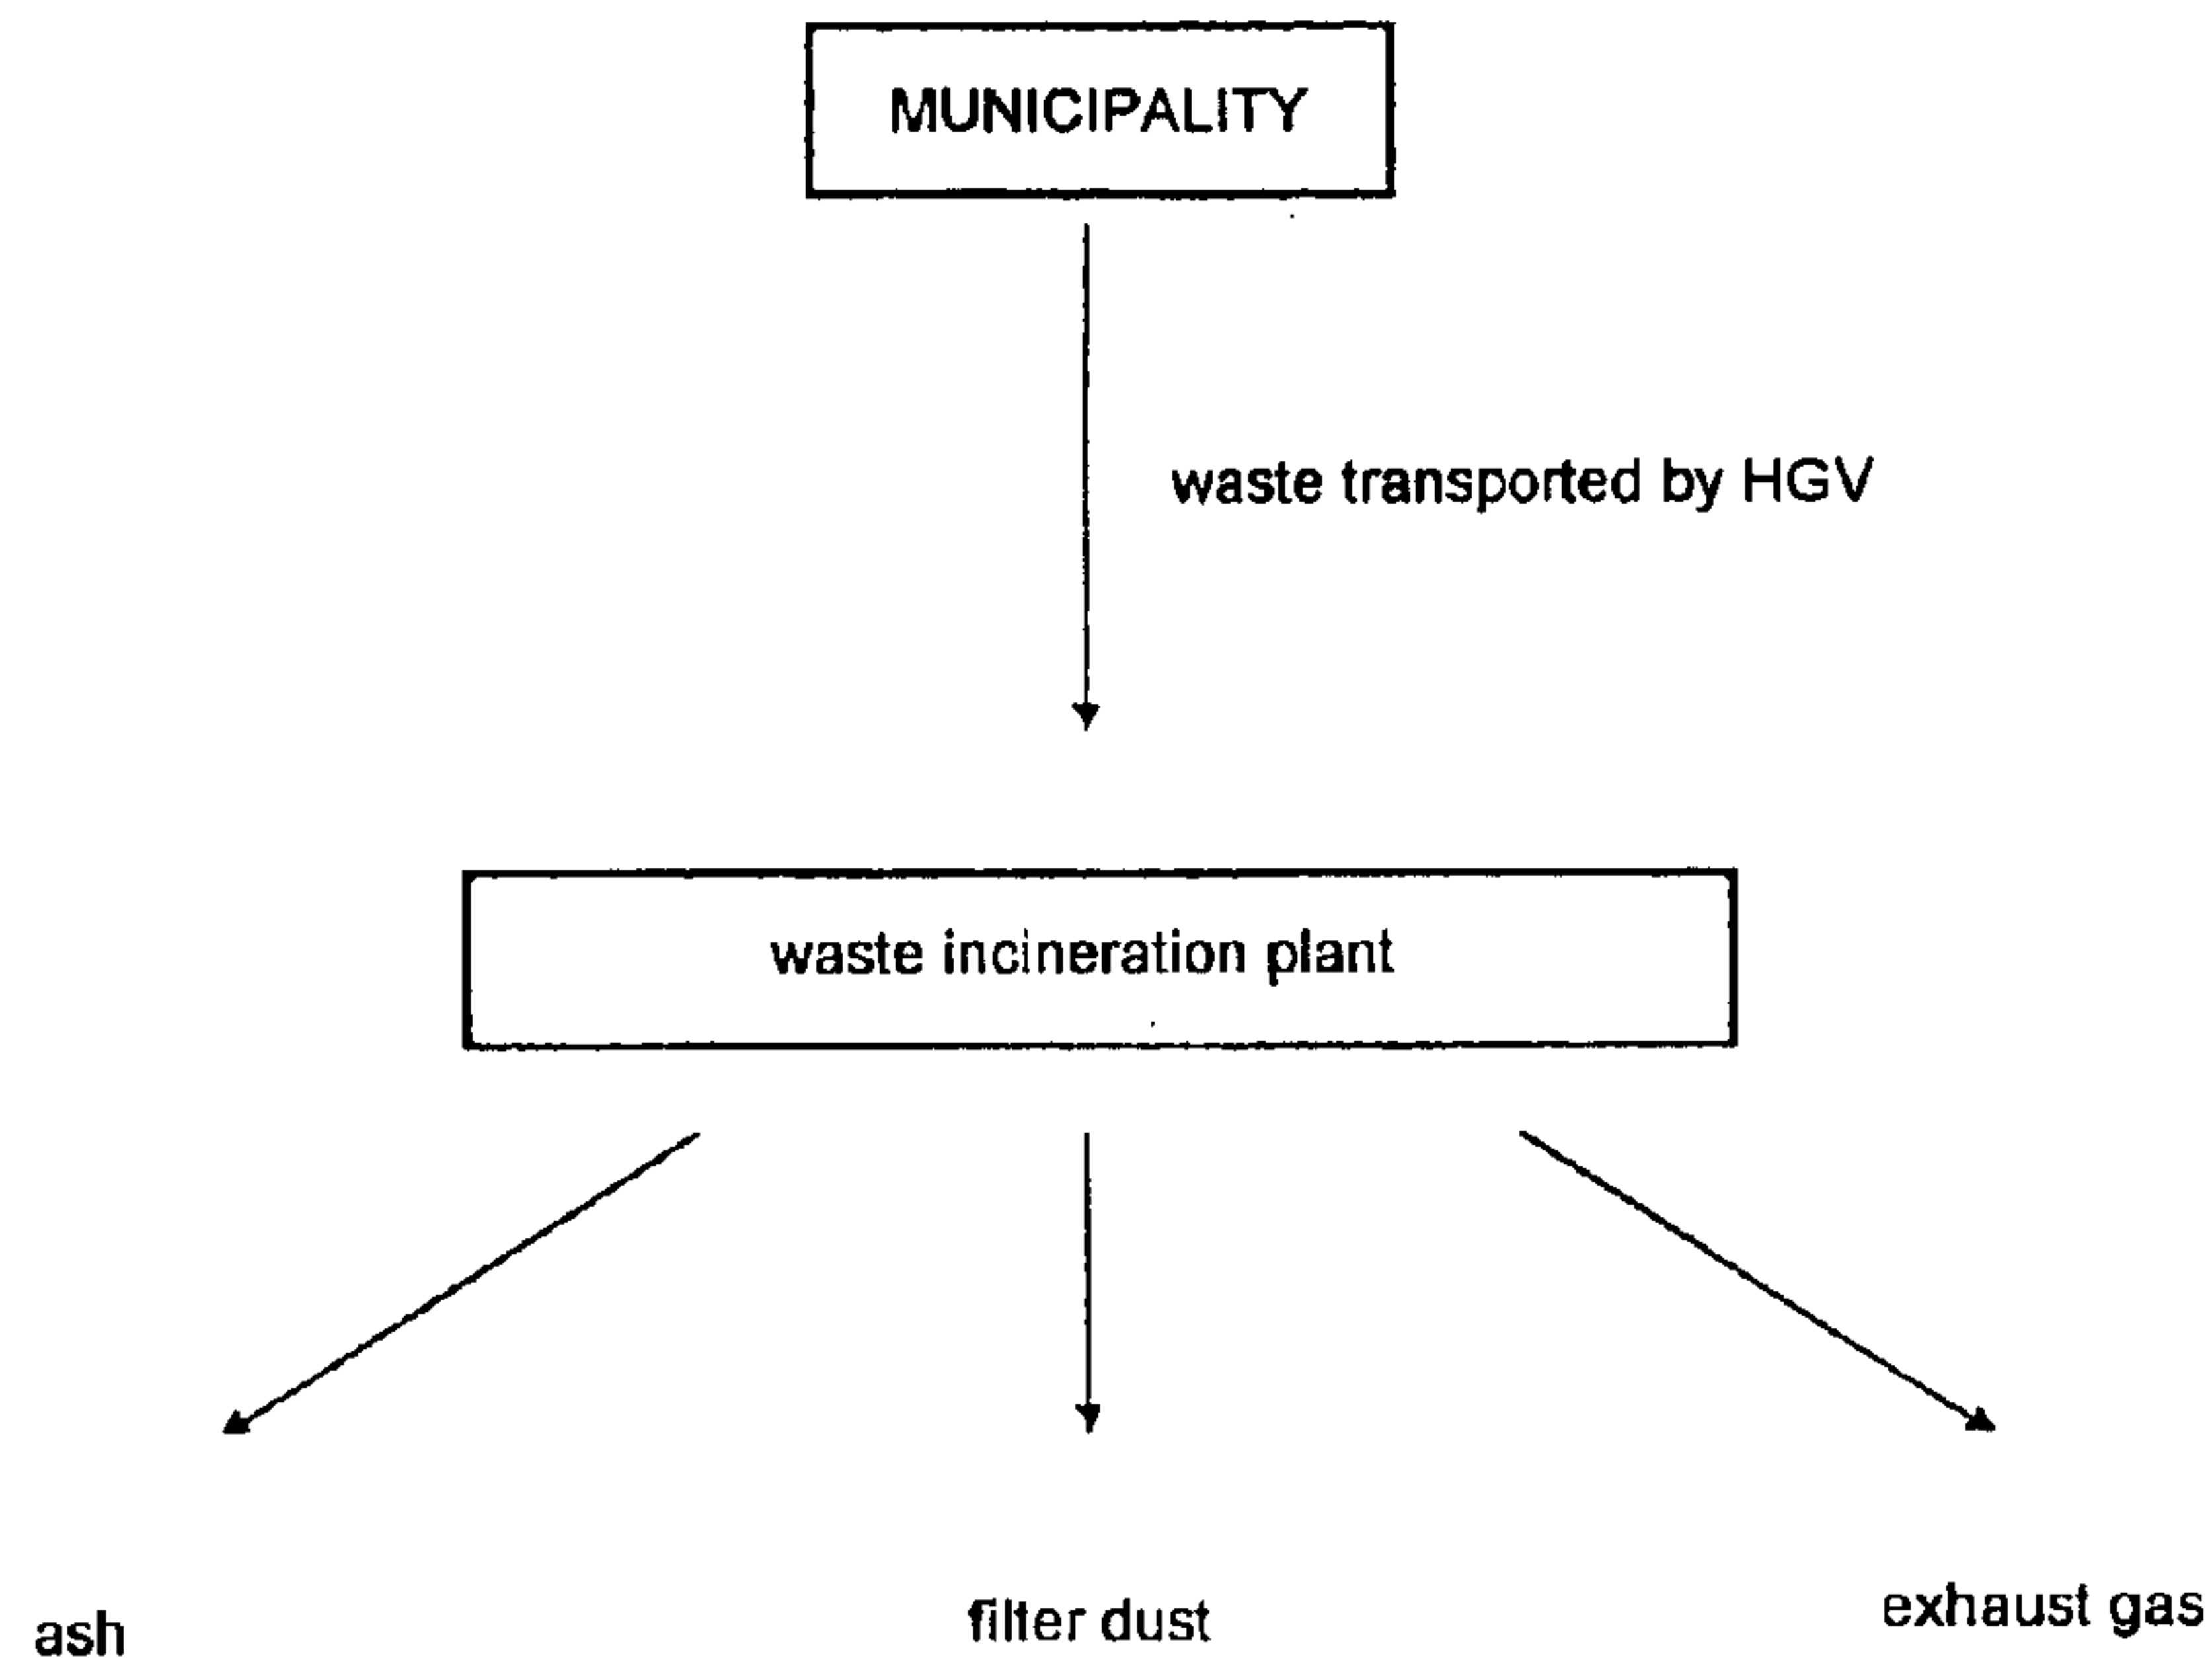 MUNICIPALITY
waste transported by HGV
waste incineration plant
ash
filter dust
exhaust gas